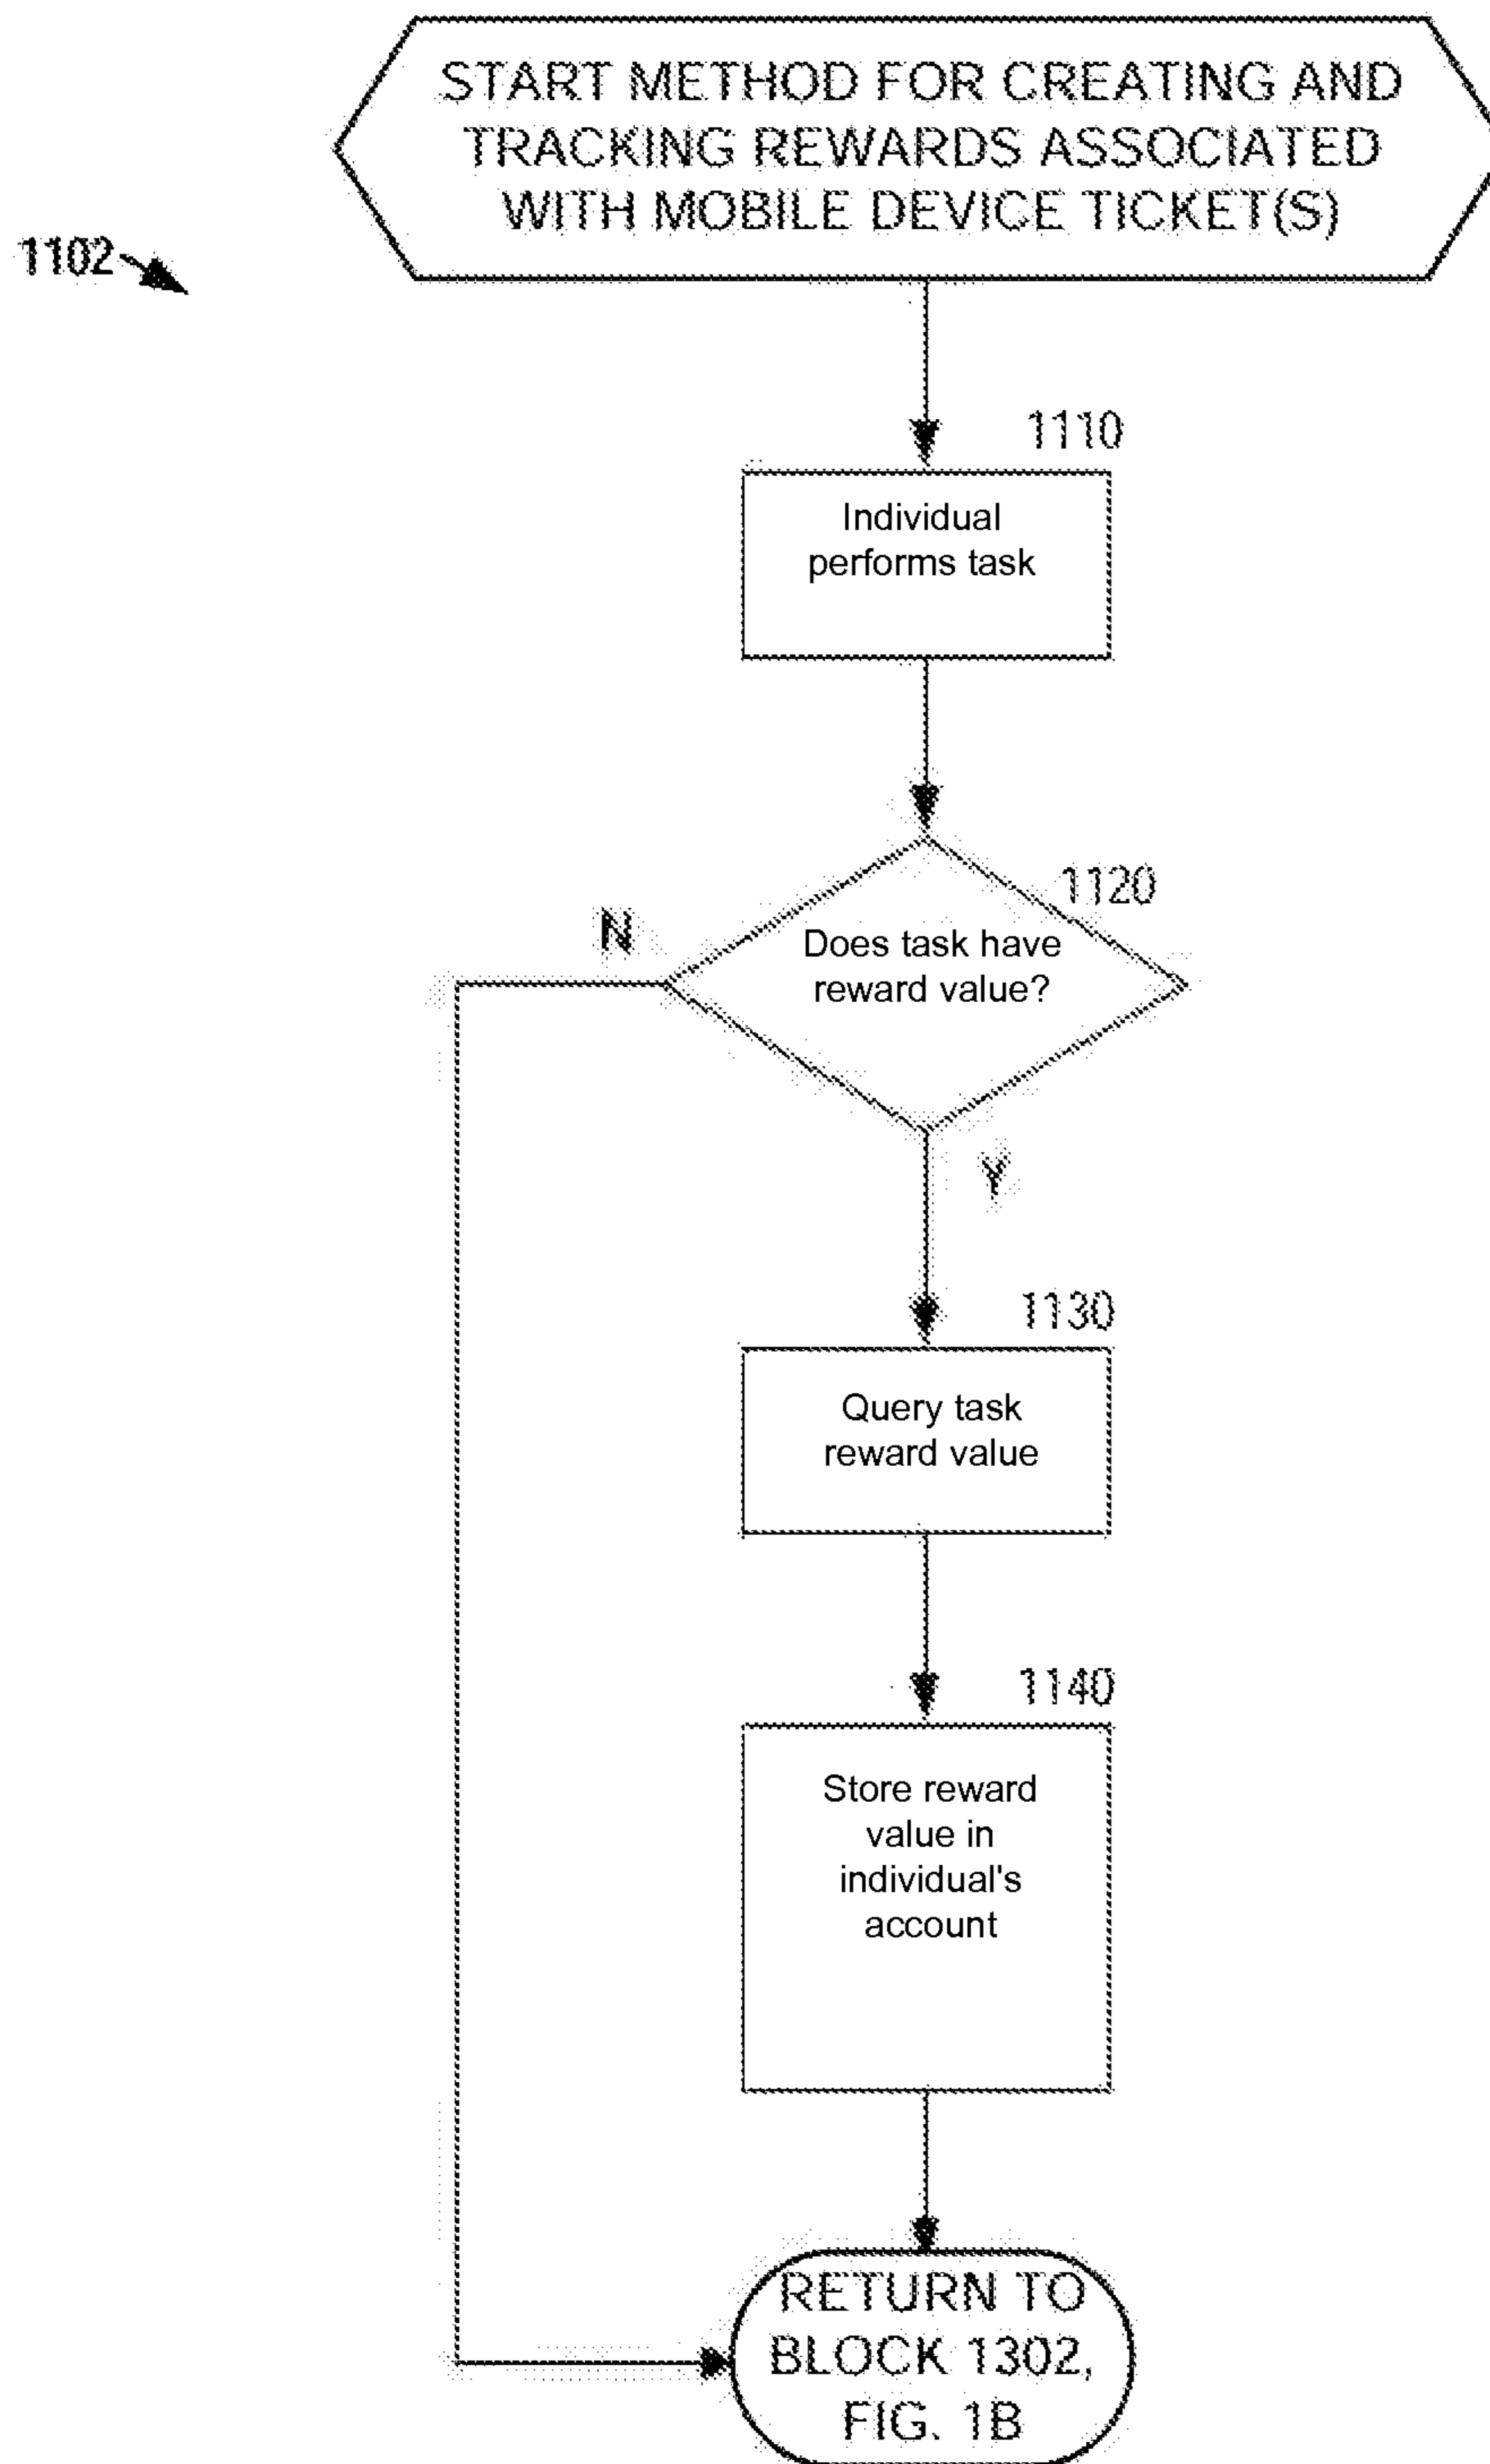 START METHOD FOR CREATING AND
TRACKING REWARDS ASSOCIATED
WITH MOBILE DEVICE TICKET(S)
1102
1110
Individual
performs task
1120
N
Does task have
reward value?
Y
1130
Query task
reward value
1140
Store reward
value in
individual's
account
RETURN TO
BLOCK 1302,
FIG. 1B